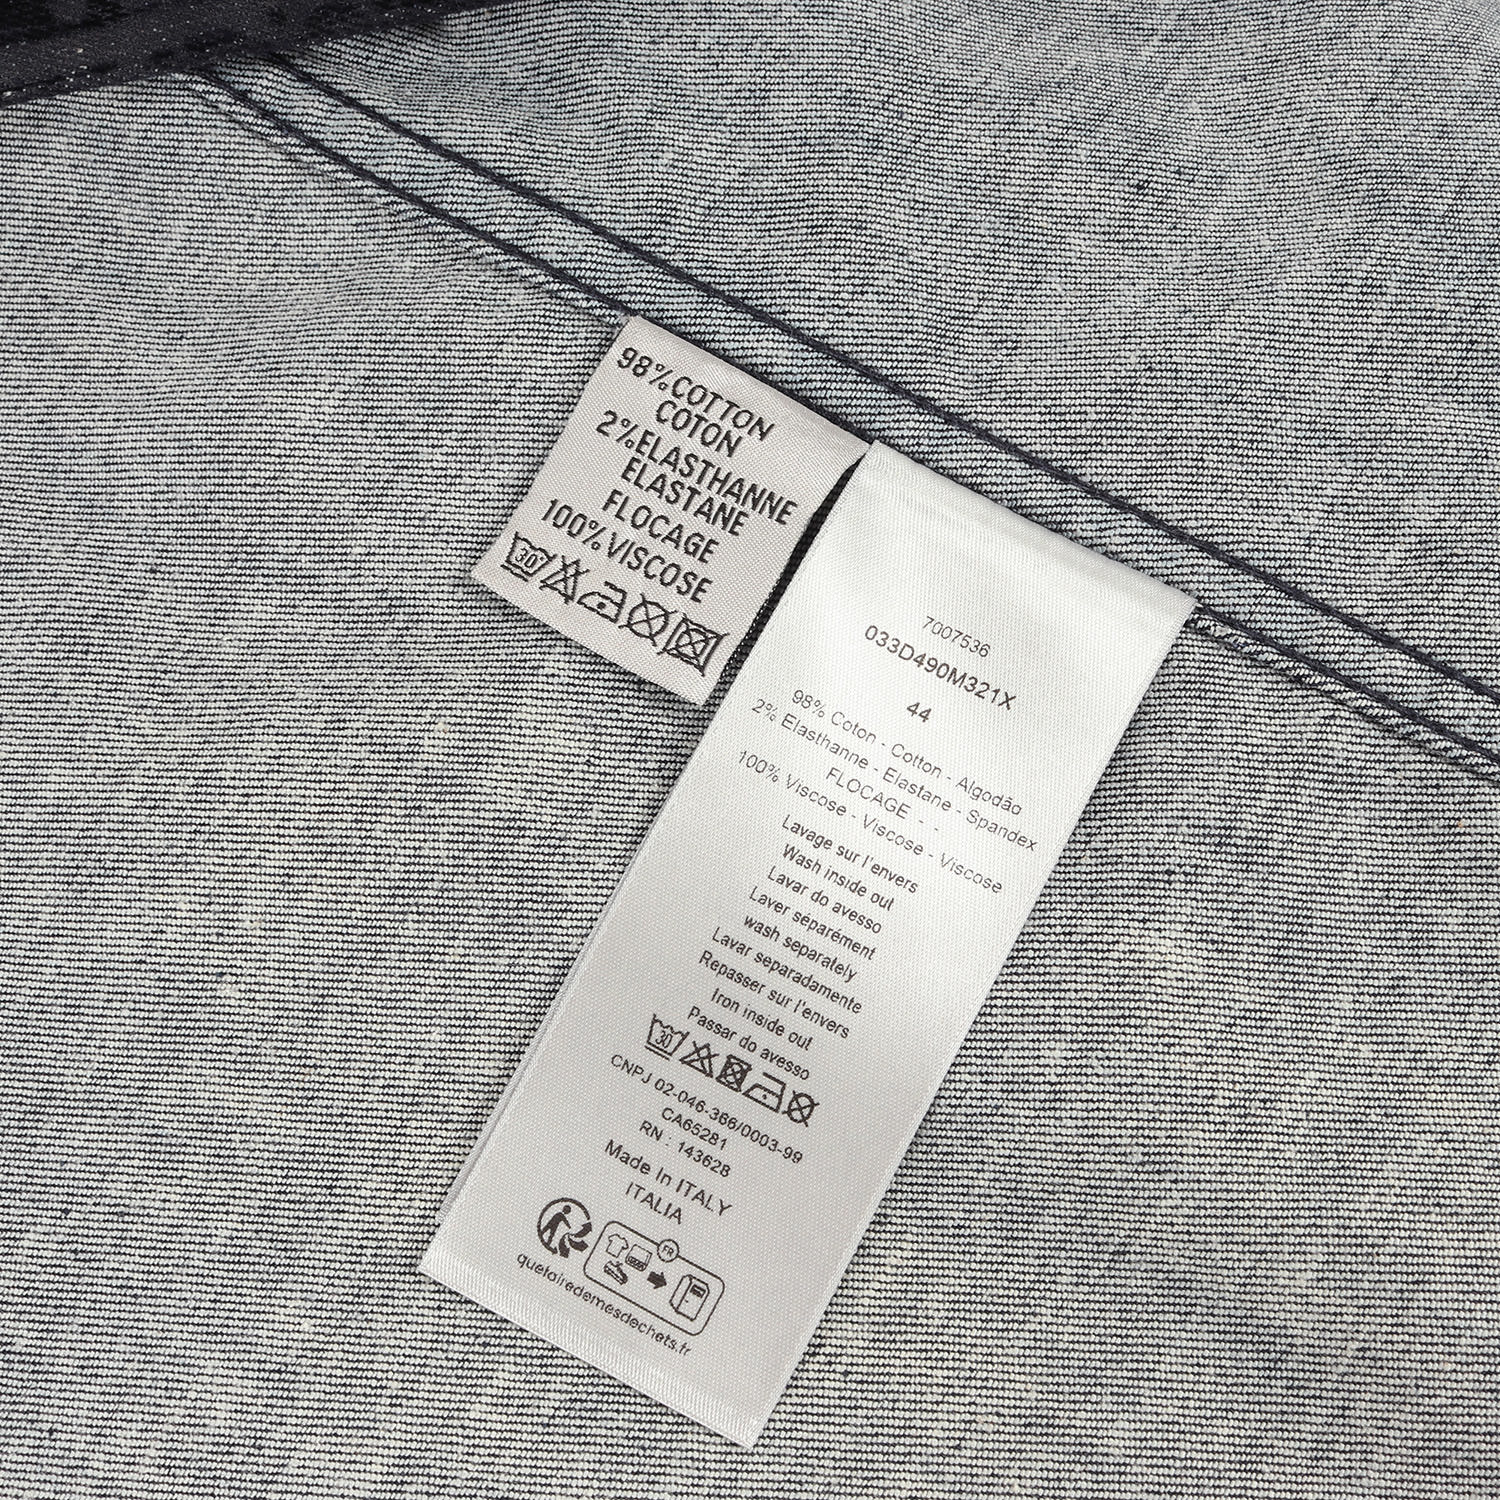 98%COTTON
COTON
2%ELASTHANNE
ELASTANE
FLOCAGE
100%VISCOSE
30
7007536
033D490M321X
44
98% Coton - Cotton - Algodão
2% Elasthanne - Elastane - Spandex
FLOCAGE - -
100% Viscose - Viscose - Viscose
Lavage sur l'envers
Wash inside out
Lavar do avesso
Laver séparément
wash separately
Lavar separadamente
Repasser sur l'envers
Iron inside out
Passar do avesso
30
CNPJ 02-046-366/0003-99
CA65281
RN : 143628
Made In ITALY
ITALIA
FR
quefairedemesdechets.fr